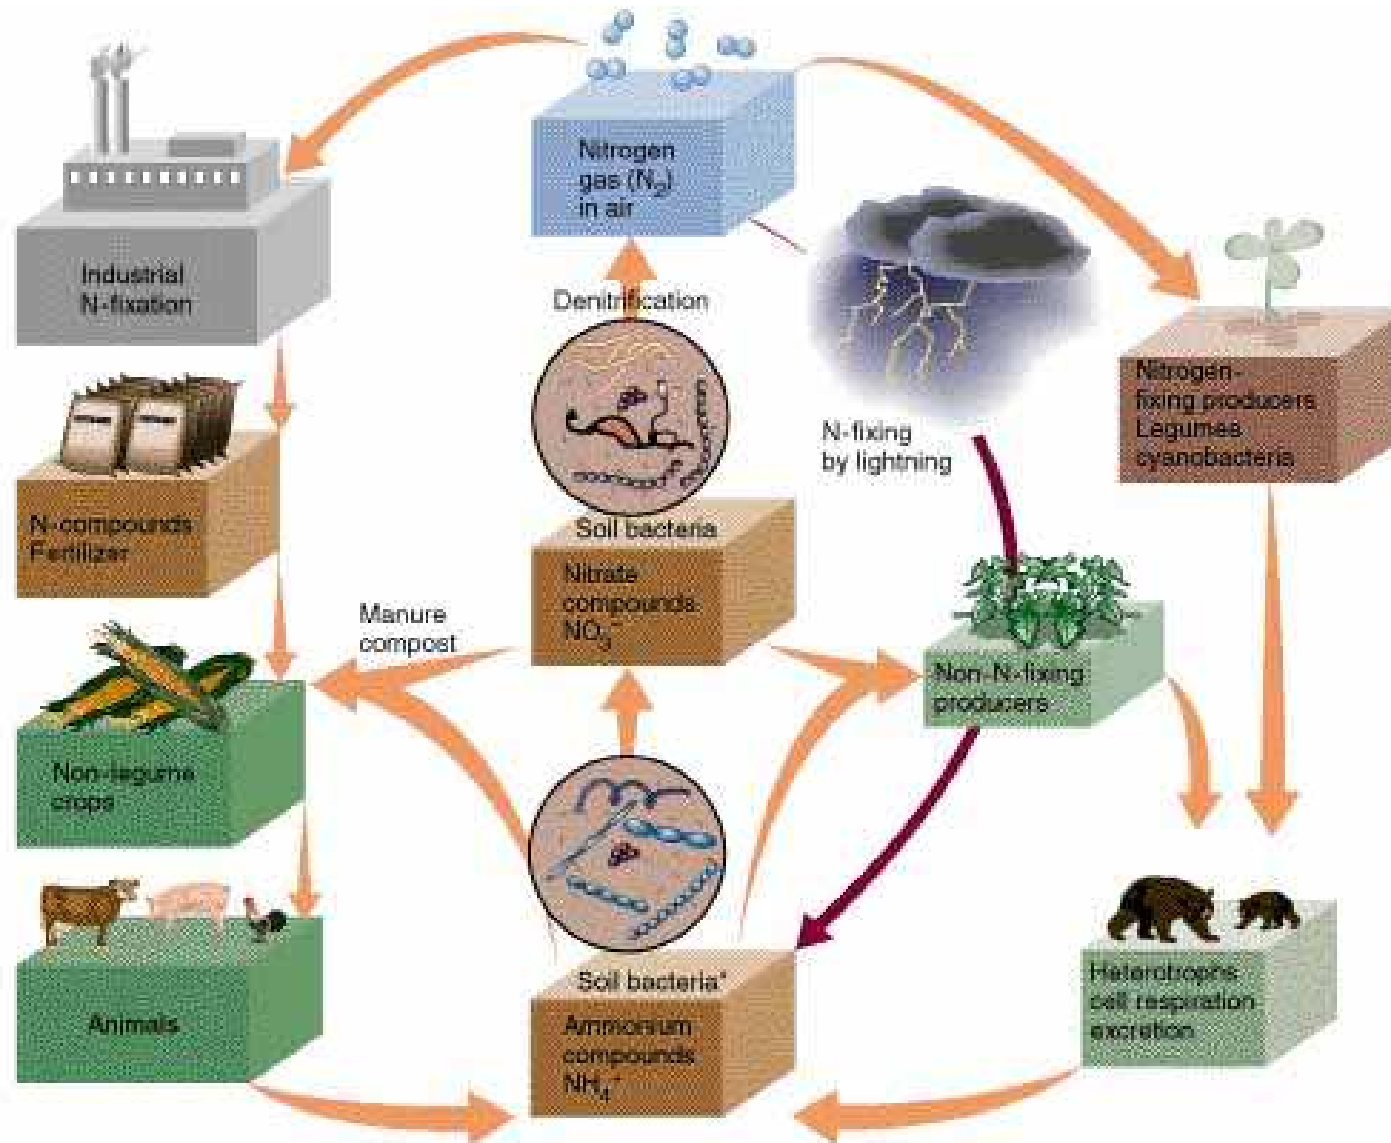 Nitrogen
gas (N₂)
in air
Industrial
N-fixation
Denitrification
Nitrogen-
fixing producers
Legumes
cyanobacteria
N-fixing
by lightning
N-compounds
Fertilizer
Soil bacteria
Nitrate
compounds
NO₃⁻
Manure
compost
Non-N-fixing
producers
Non-legume
crops
Soil bacteria*
Ammonium
compounds
NH₄⁺
Animals
Heterotrophs
cell respiration
excretion